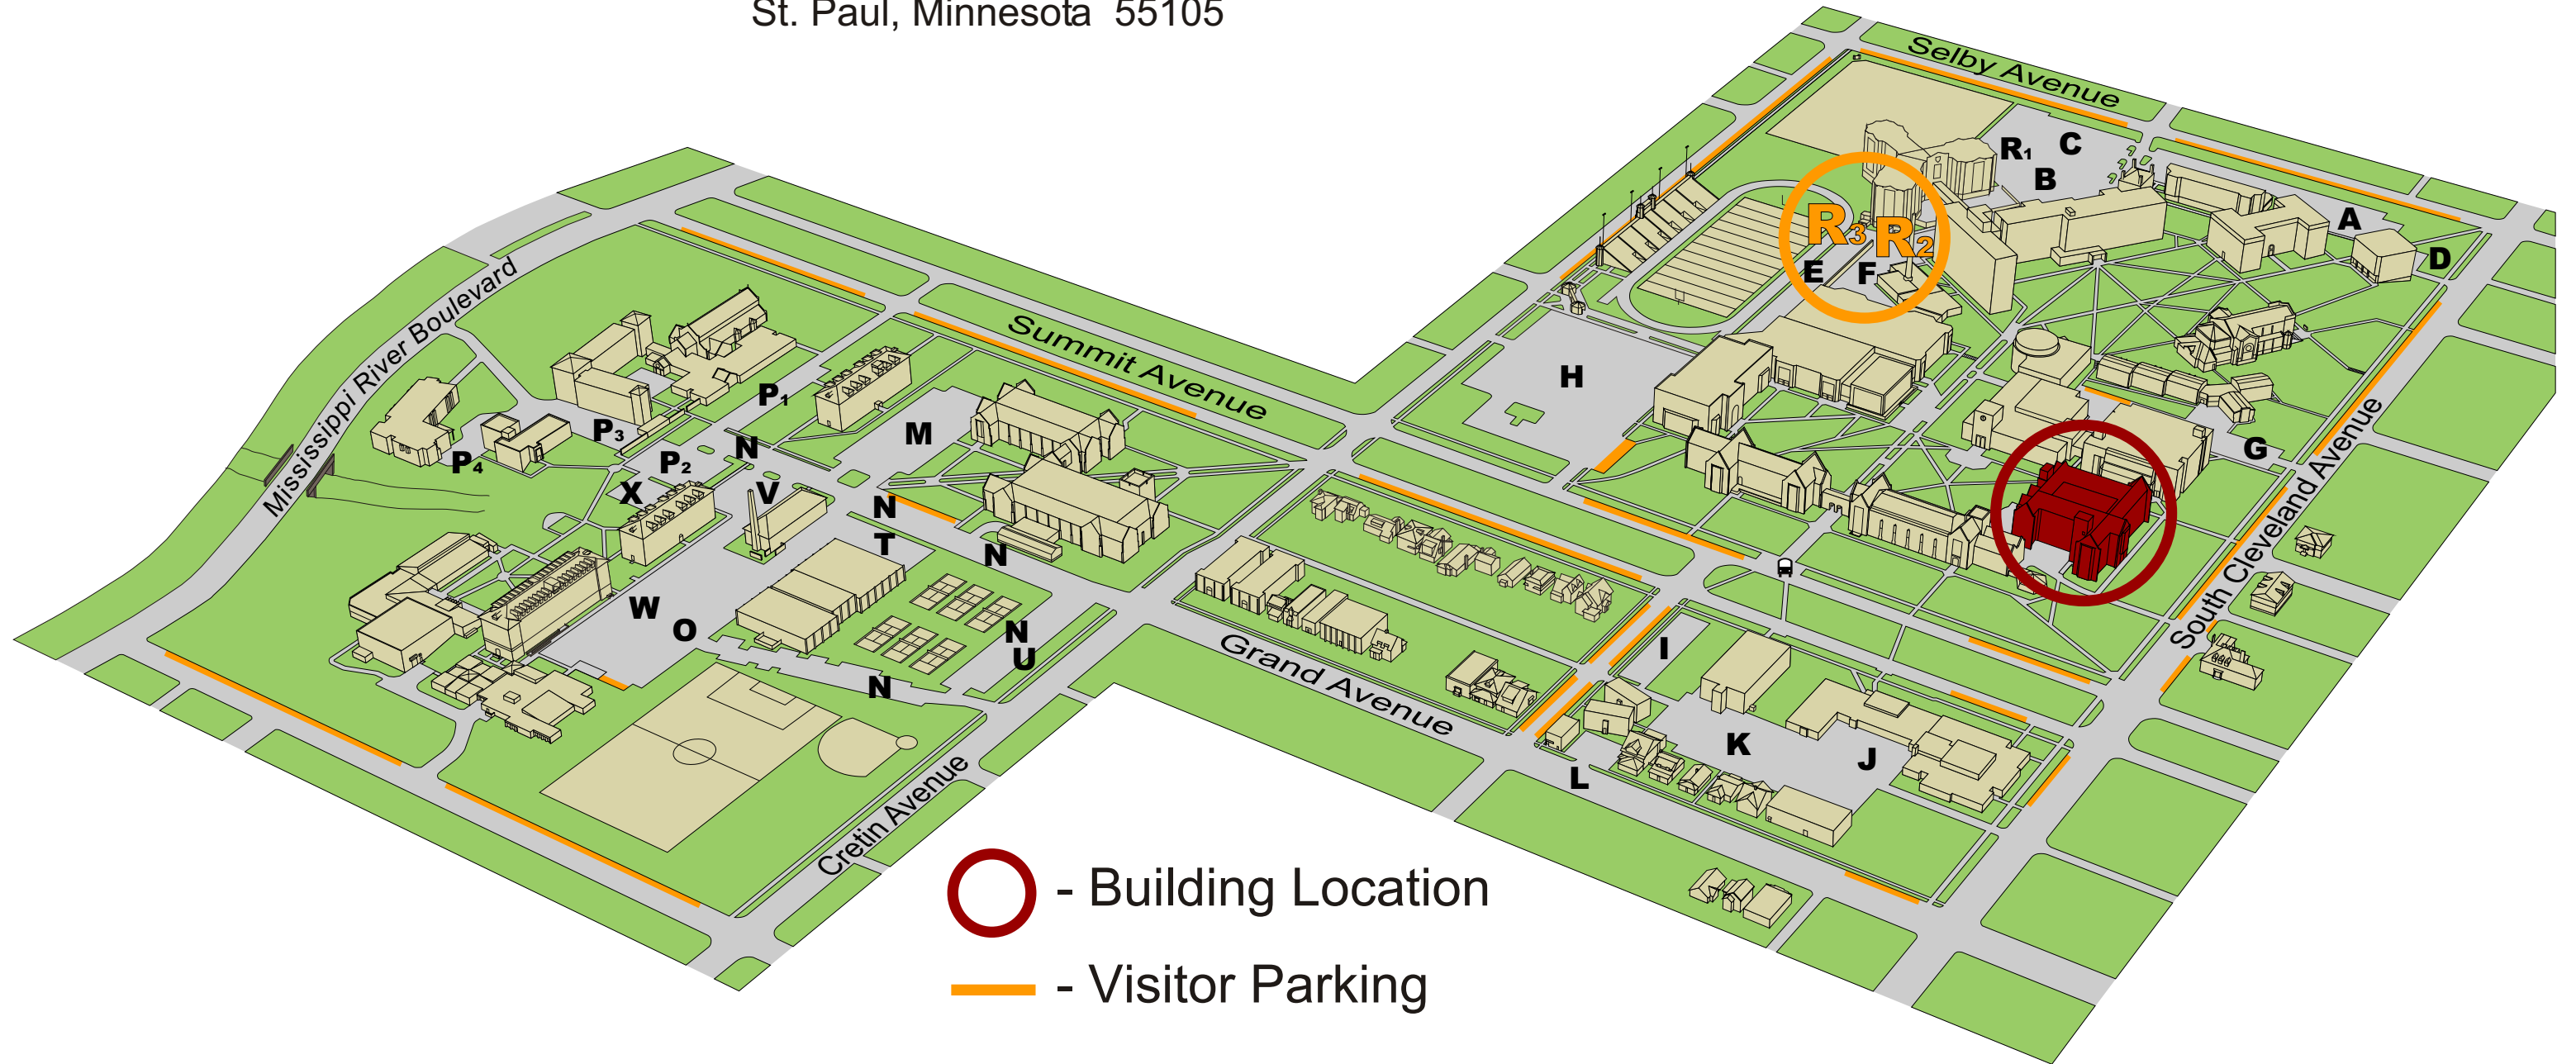 St. Paul, Minnesota 55105
Selby Avenue
R1
C
B
A
D
R3
R2
E
F
Mississippi River Boulevard
Summit Avenue
H
P1
M
P3
N
P4
P2
G
South Cleveland Avenue
X
V
N
T
N
W
O
N
U
I
Grand Avenue
N
K
J
L
Cretin Avenue
- Building Location
- Visitor Parking